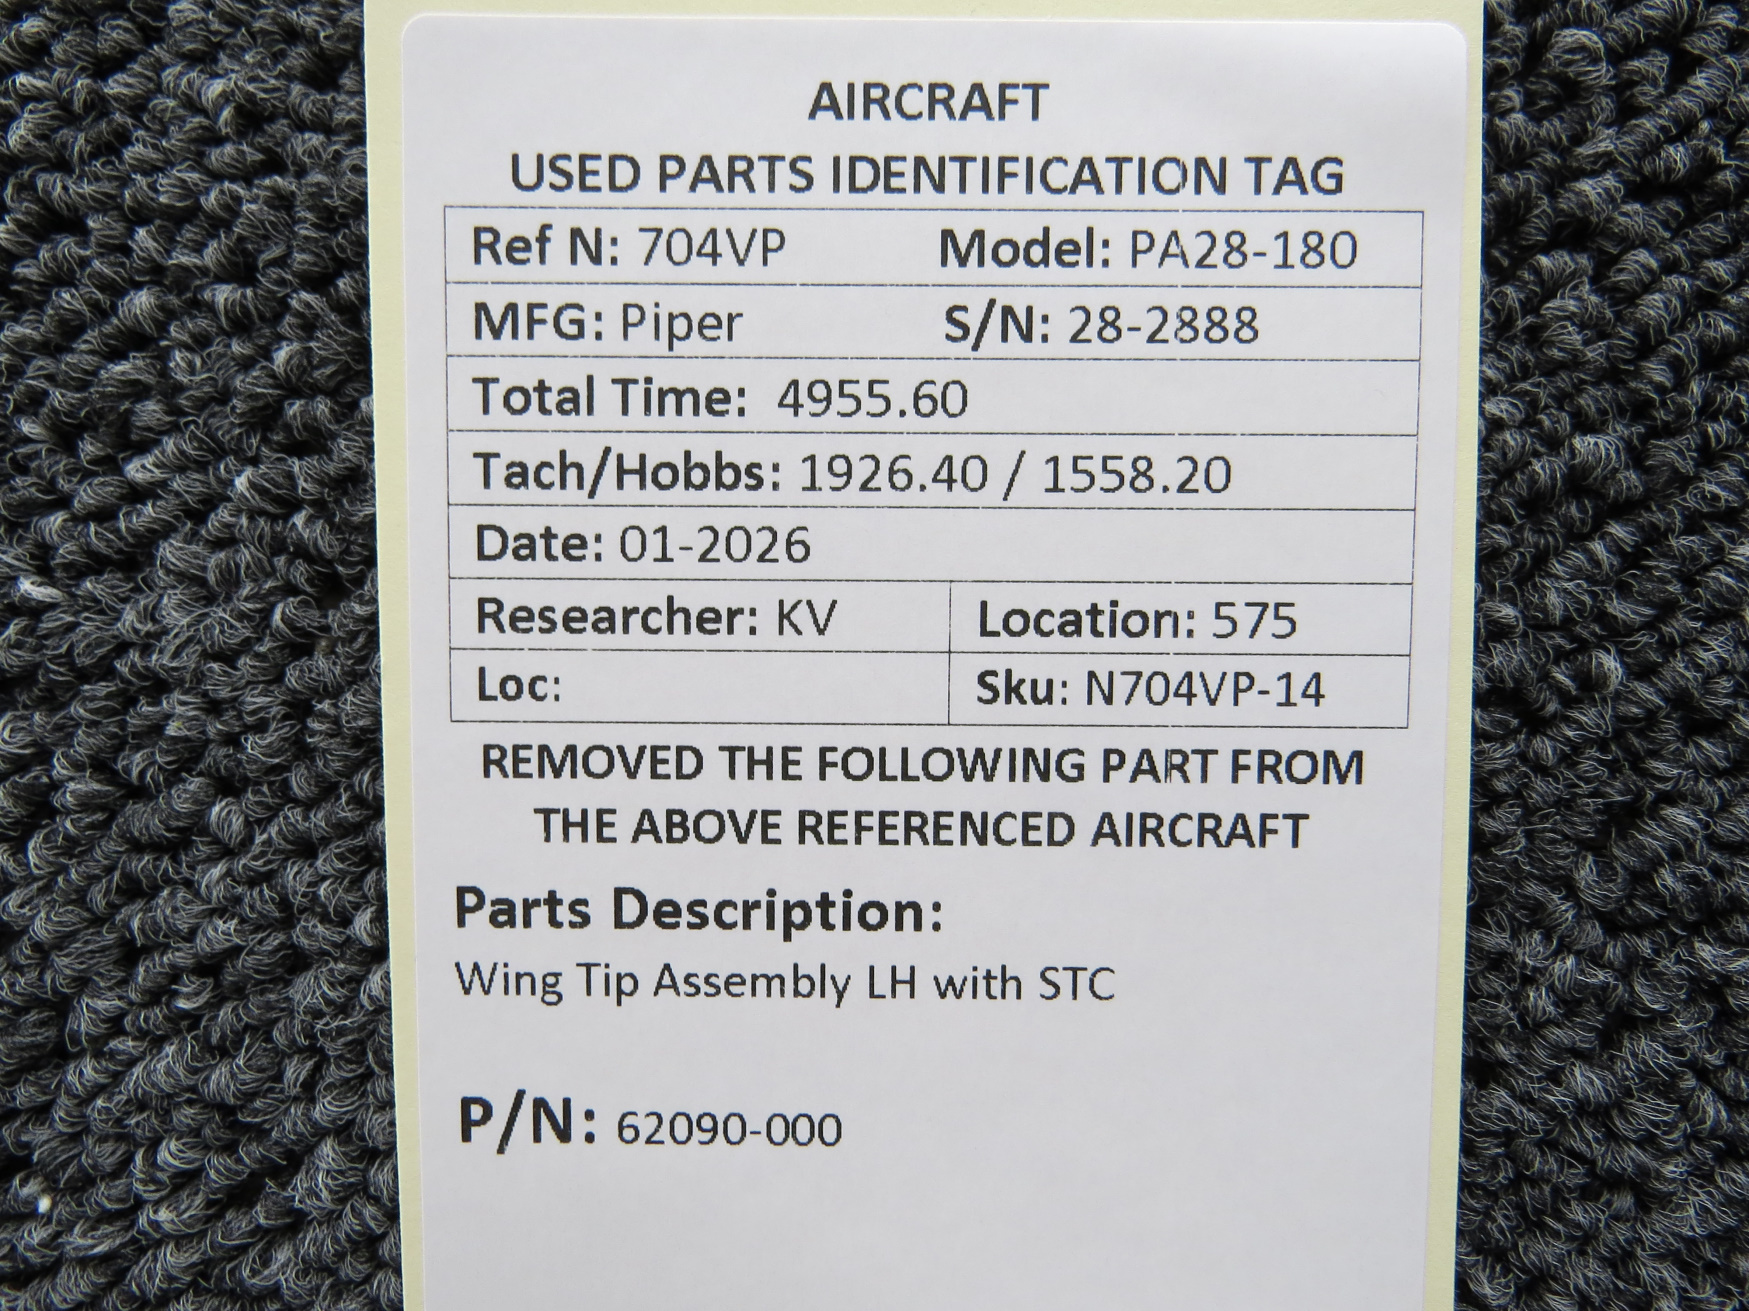 AIRCRAFT
USED PARTS IDENTIFICATION TAG
Ref N: 704VP Model: PA28-180
MFG: Piper S/N: 28-2888
Total Time: 4955.60
Tach/Hobbs: 1926.40 / 1558.20
Date: 01-2026
Researcher: KV Location: 575
Loc: Sku: N704VP-14
REMOVED THE FOLLOWING PART FROM
THE ABOVE REFERENCED AIRCRAFT
Parts Description:
Wing Tip Assembly LH with STC
P/N: 62090-000